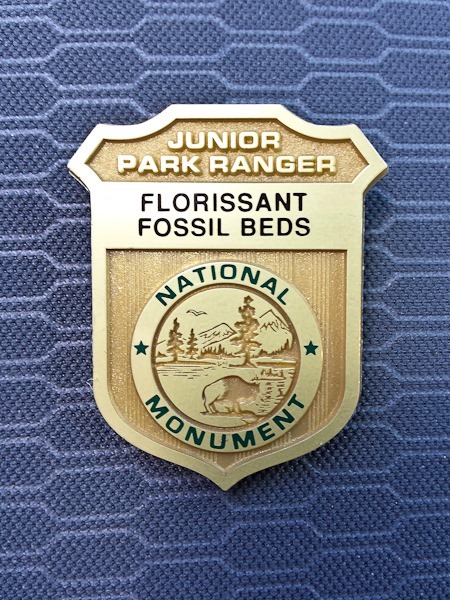 JUNIOR
PARK RANGER
FLORISSANT
FOSSIL BEDS
NATIONAL
MONUMENT